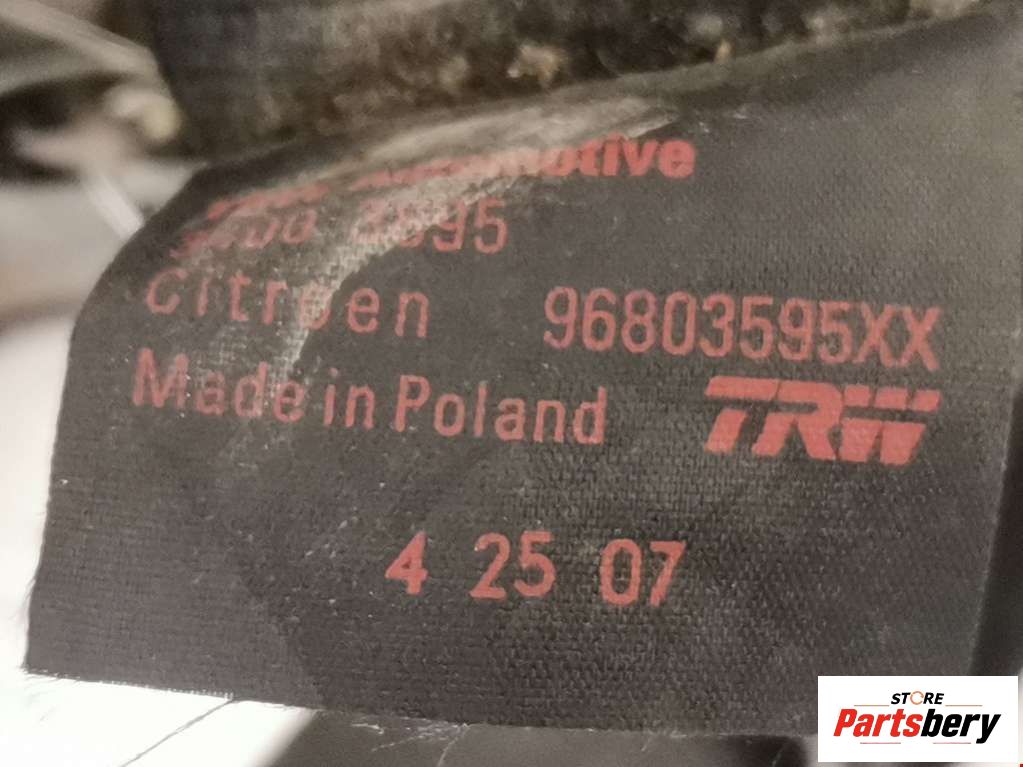 Automotive
Citroen 96803595XX
Made in Poland TRW
4 25 07
STORE
Partsbery